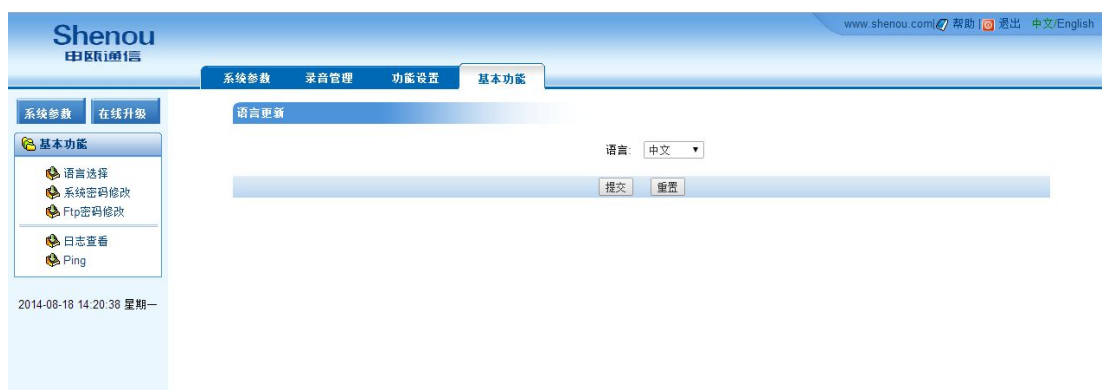 www.shenou.com| 帮助 | 退出 中文/English
Shenou
申瓯通信
系统参数 录音管理 功能设置 基本功能
系统参数 在线升级
基本功能
语言选择
系统密码修改
Ftp密码修改
日志查看
Ping
2014-08-18 14:20:38 星期一
语言更新
语言: 中文
提交 重置